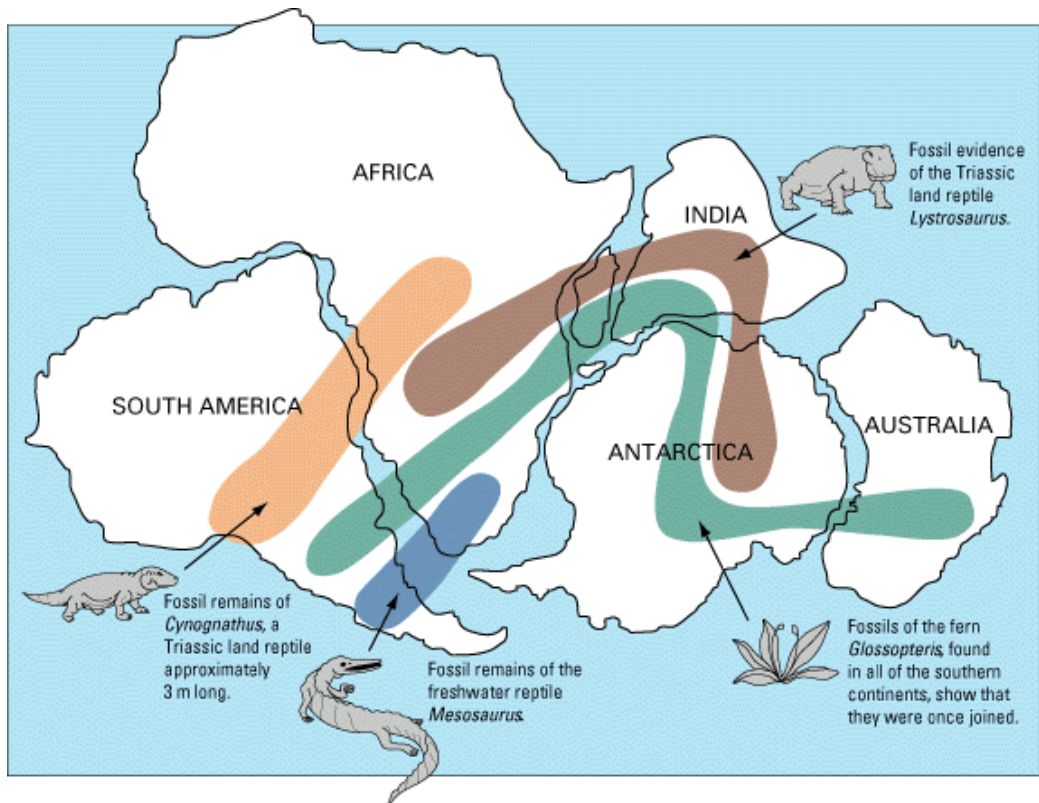 AFRICA
INDIA
SOUTH AMERICA
ANTARCTICA
AUSTRALIA
Fossil evidence
of the Triassic
land reptile
Lystrosaurus.
Fossil remains of
Cynognathus, a
Triassic land reptile
approximately
3 m long.
Fossil remains of the
freshwater reptile
Mesosaurus.
Fossils of the fern
Glossopteris, found
in all of the southern
continents, show that
they were once joined.